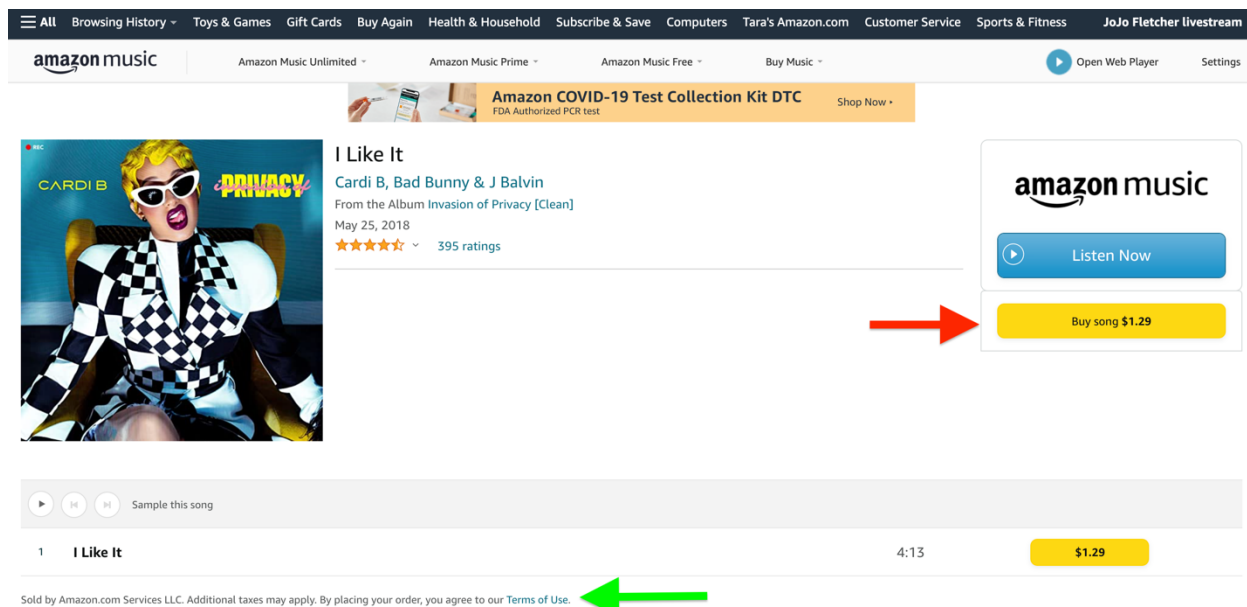 All Browsing History Toys & Games Gift Cards Buy Again Health & Household Subscribe & Save Computers Tara's Amazon.com Customer Service Sports & Fitness JoJo Fletcher livestream
amazon music Amazon Music Unlimited Amazon Music Prime Amazon Music Free Buy Music Open Web Player Settings
Amazon COVID-19 Test Collection Kit DTC Shop Now
FDA Authorized PCR test
REC
CARDI B invasion of PRIVACY
I Like It
Cardi B, Bad Bunny & J Balvin
From the Album Invasion of Privacy [Clean]
May 25, 2018
395 ratings
amazon music
Listen Now
Buy song $1.29
Sample this song
1 I Like It 4:13 $1.29
Sold by Amazon.com Services LLC. Additional taxes may apply. By placing your order, you agree to our Terms of Use.